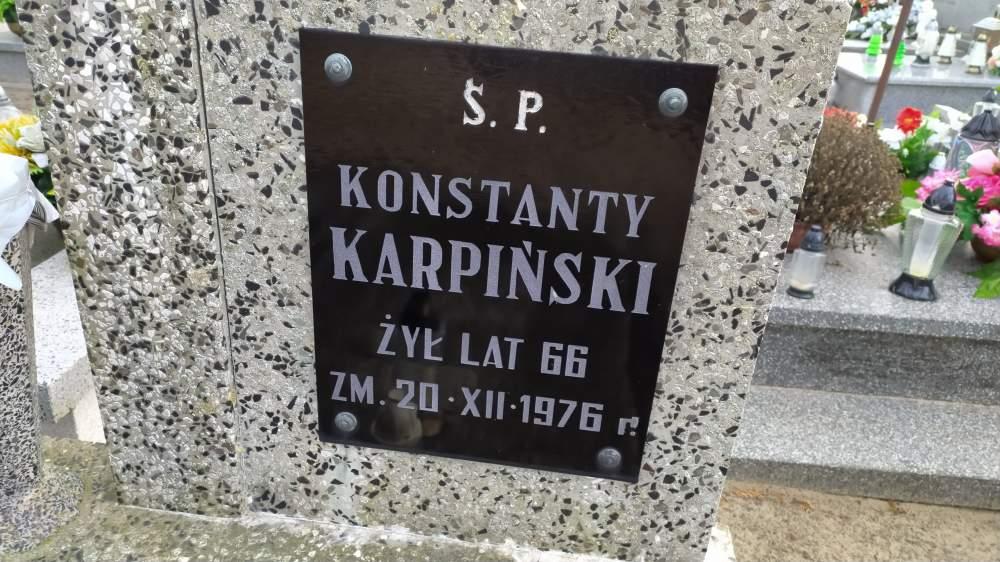 Ś. P.
KONSTANTY
KARPIŃSKI
ŻYŁ LAT 66
ZM. 20·XII·1976 r.